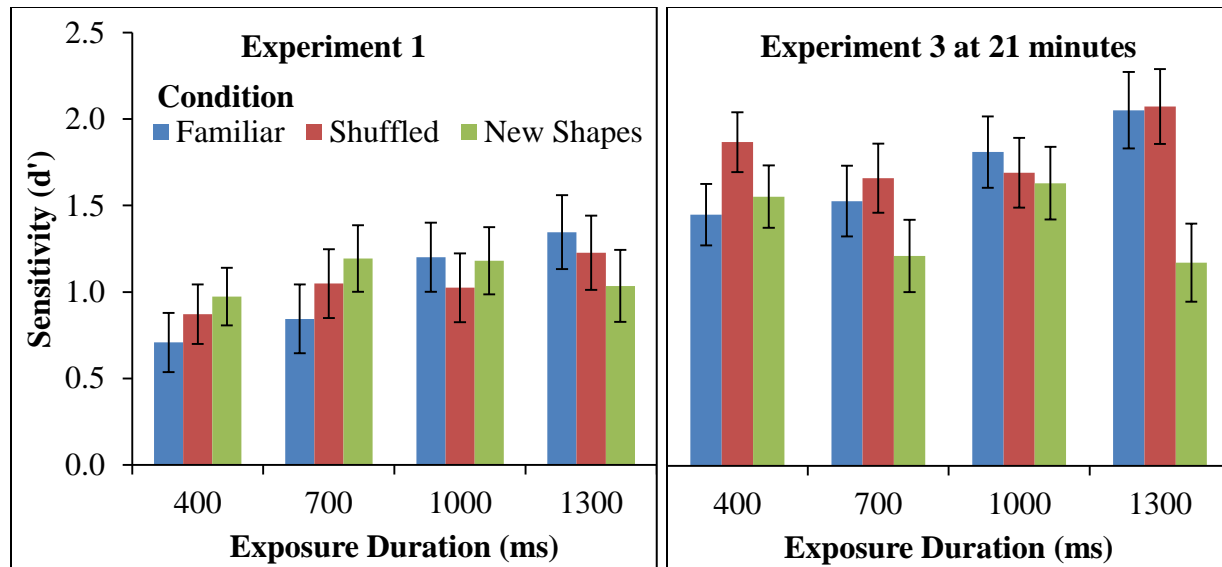 Experiment 1
Condition
Familiar Shuffled New Shapes
Sensitivity (d')
2.5
2.0
1.5
1.0
0.5
0.0
400 700 1000 1300
Exposure Duration (ms)
Experiment 3 at 21 minutes
400 700 1000 1300
Exposure Duration (ms)